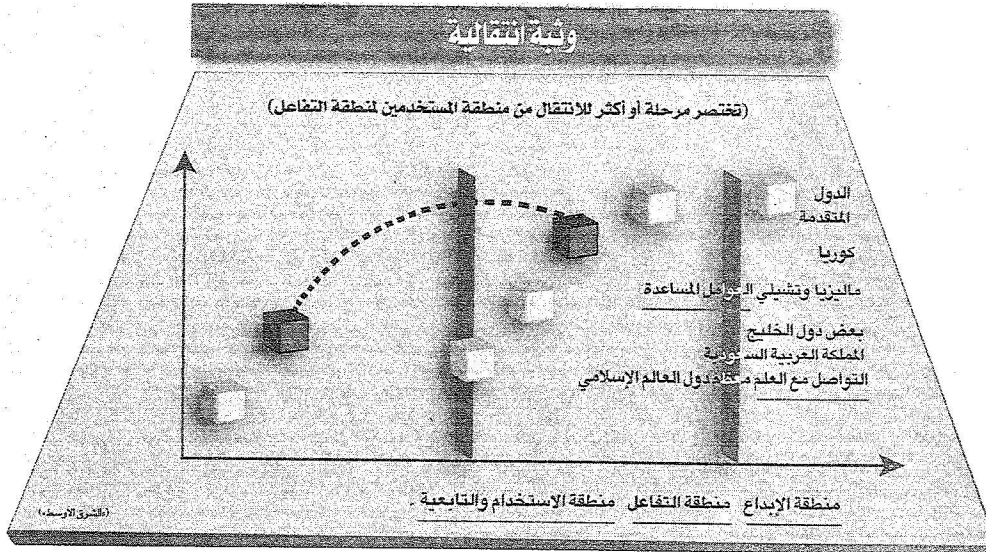 وثبة انتقالية
(تختصر مرحلة أو أكثر للانتقال من منطقة المستخدمين لمنطقة التفاعل)
الدول
المتقدمة
كوريا
ماليزيا وتشيلي العوامل المساعدة
بعض دول الخليج
المملكة العربية السعودية
التواصل مع العلم معظم دول العالم الإسلامي
منطقة الإبداع منطقة التفاعل منطقة الاستخدام والتابعية .
(«الشرق الاوسط»)